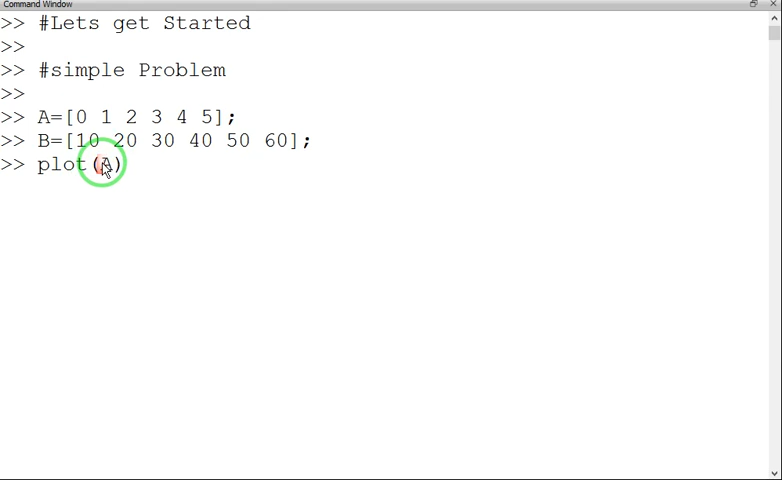 Command Window
>> #Lets get Started
>>
>> #simple Problem
>>
>> A=[0 1 2 3 4 5];
>> B=[10 20 30 40 50 60];
>> plot(A)